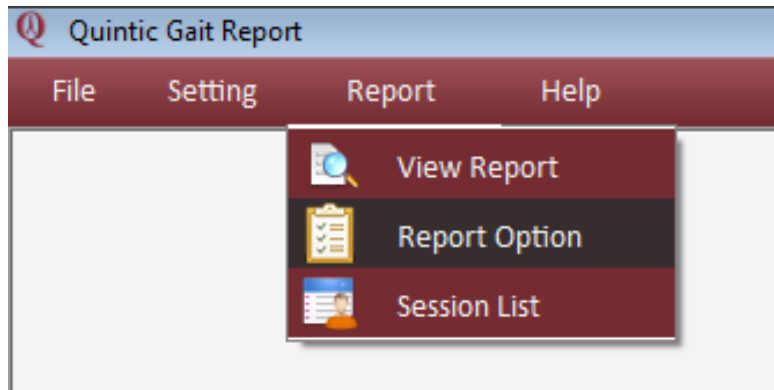 Quintic Gait Report
File Setting Report Help
View Report
Report Option
Session List